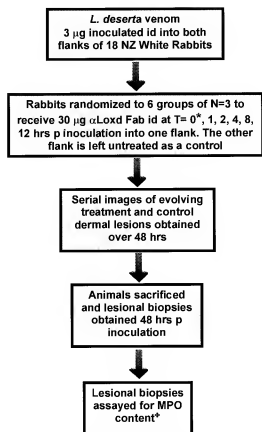 L. deserta venom
3 µg inoculated id into both
flanks of 18 NZ White Rabbits
Rabbits randomized to 6 groups of N=3 to
receive 30 µg αLoxd Fab id at T= 0*, 1, 2, 4, 8,
12 hrs p inoculation into one flank. The other
flank is left untreated as a control
Serial images of evolving
treatment and control
dermal lesions obtained
over 48 hrs
Animals sacrificed
and lesional biopsies
obtained 48 hrs p
inoculation
Lesional biopsies
assayed for MPO
content+